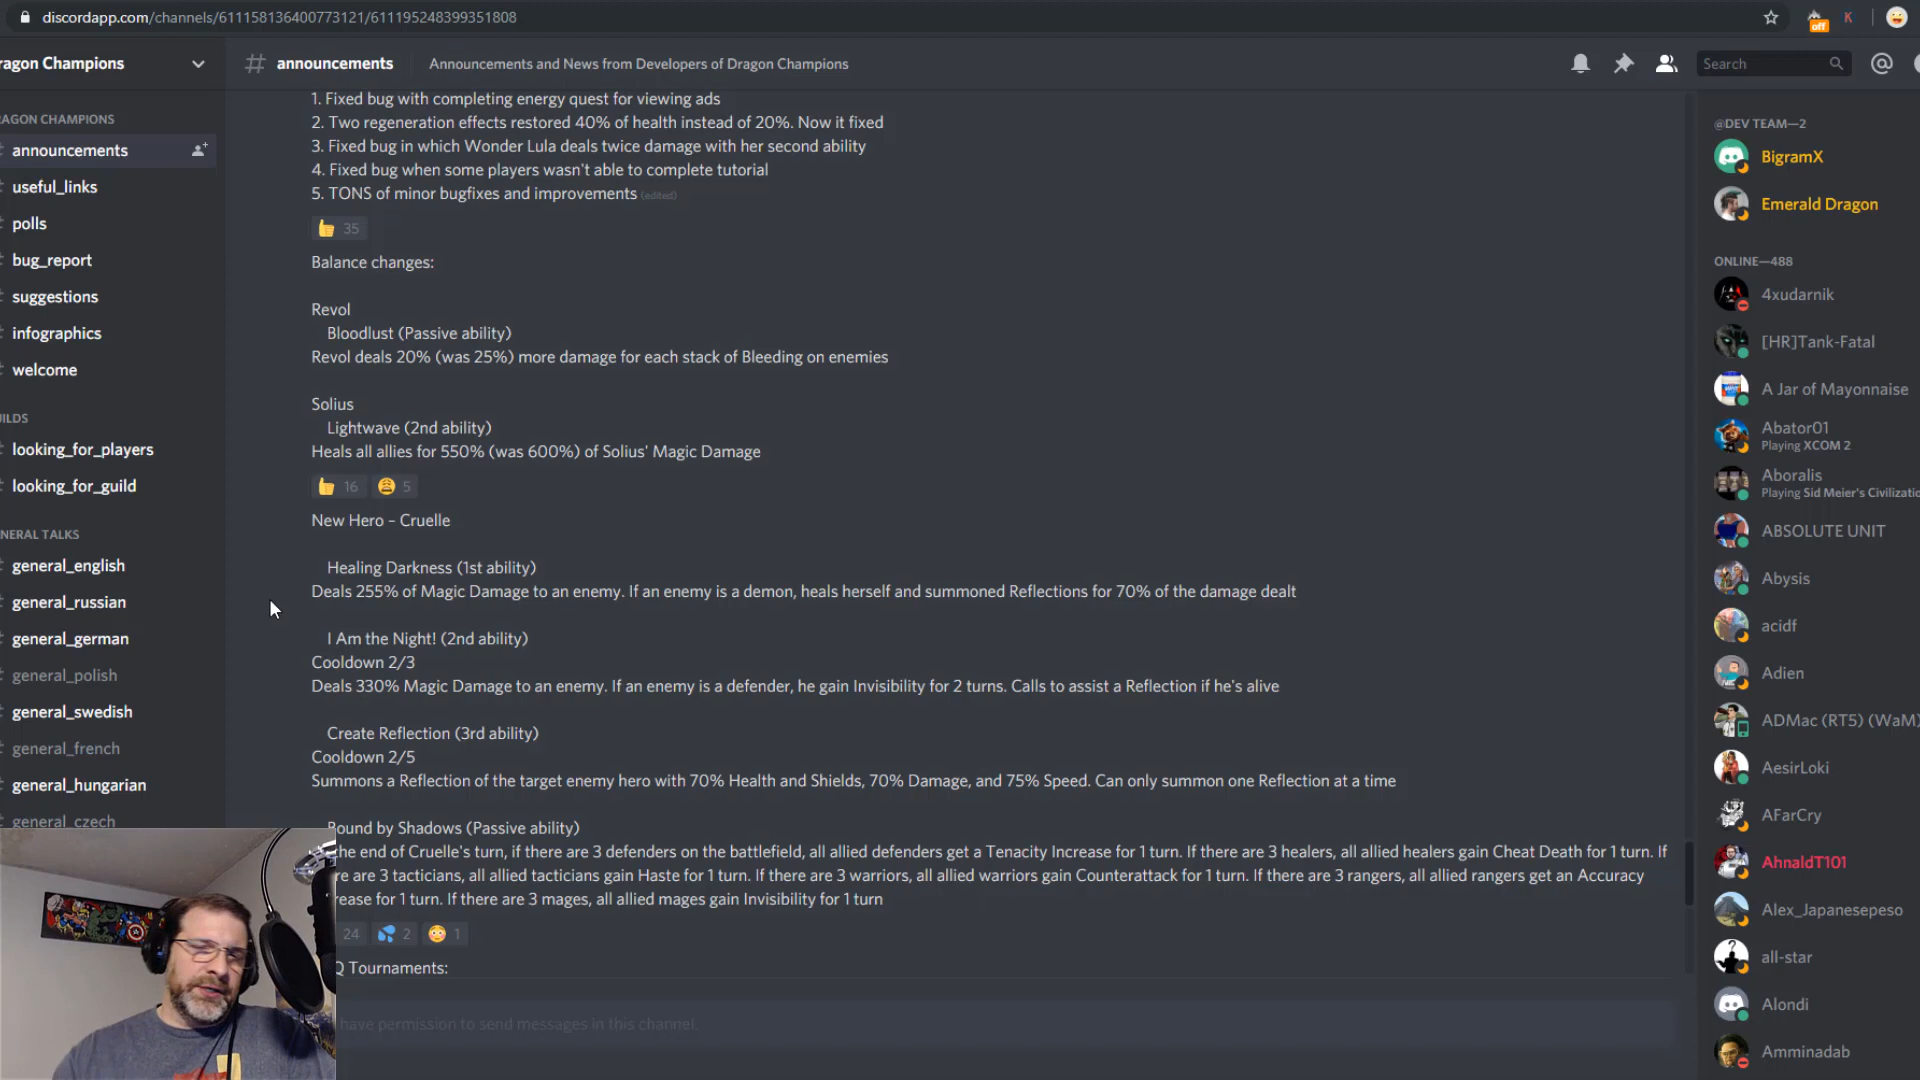 discordapp.com/channels/611158136400773121/611195248399351808
off
K
ragon Champions
# announcements
Announcements and News from Developers of Dragon Champions
Search
RAGON CHAMPIONS
announcements
useful_links
polls
bug_report
suggestions
infographics
welcome
ILDS
looking_for_players
looking_for_guild
NERAL TALKS
general_english
general_russian
general_german
general_polish
general_swedish
general_french
general_hungarian
general_czech
1. Fixed bug with completing energy quest for viewing ads
2. Two regeneration effects restored 40% of health instead of 20%. Now it fixed
3. Fixed bug in which Wonder Lula deals twice damage with her second ability
4. Fixed bug when some players wasn't able to complete tutorial
5. TONS of minor bugfixes and improvements (edited)
35
Balance changes:
Revol
Bloodlust (Passive ability)
Revol deals 20% (was 25%) more damage for each stack of Bleeding on enemies
Solius
Lightwave (2nd ability)
Heals all allies for 550% (was 600%) of Solius' Magic Damage
16 5
New Hero – Cruelle
Healing Darkness (1st ability)
Deals 255% of Magic Damage to an enemy. If an enemy is a demon, heals herself and summoned Reflections for 70% of the damage dealt
I Am the Night! (2nd ability)
Cooldown 2/3
Deals 330% Magic Damage to an enemy. If an enemy is a defender, he gain Invisibility for 2 turns. Calls to assist a Reflection if he's alive
Create Reflection (3rd ability)
Cooldown 2/5
Summons a Reflection of the target enemy hero with 70% Health and Shields, 70% Damage, and 75% Speed. Can only summon one Reflection at a time
Bound by Shadows (Passive ability)
the end of Cruelle's turn, if there are 3 defenders on the battlefield, all allied defenders get a Tenacity Increase for 1 turn. If there are 3 healers, all allied healers gain Cheat Death for 1 turn. If
re are 3 tacticians, all allied tacticians gain Haste for 1 turn. If there are 3 warriors, all allied warriors gain Counterattack for 1 turn. If there are 3 rangers, all allied rangers get an Accuracy
rease for 1 turn. If there are 3 mages, all allied mages gain Invisibility for 1 turn
24 2 1
Q Tournaments:
have permission to send messages in this channel.
@DEV TEAM—2
BigramX
Emerald Dragon
ONLINE—488
4xudarnik
[HR]Tank-Fatal
A Jar of Mayonnaise
Abator01
Playing XCOM 2
Aboralis
Playing Sid Meier's Civilizatio
ABSOLUTE UNIT
Abysis
acidf
Adien
ADMac (RT5) (WaM)
AesirLoki
AFarCry
AhnaldT101
Alex_Japanesepeso
all-star
Alondi
Amminadab